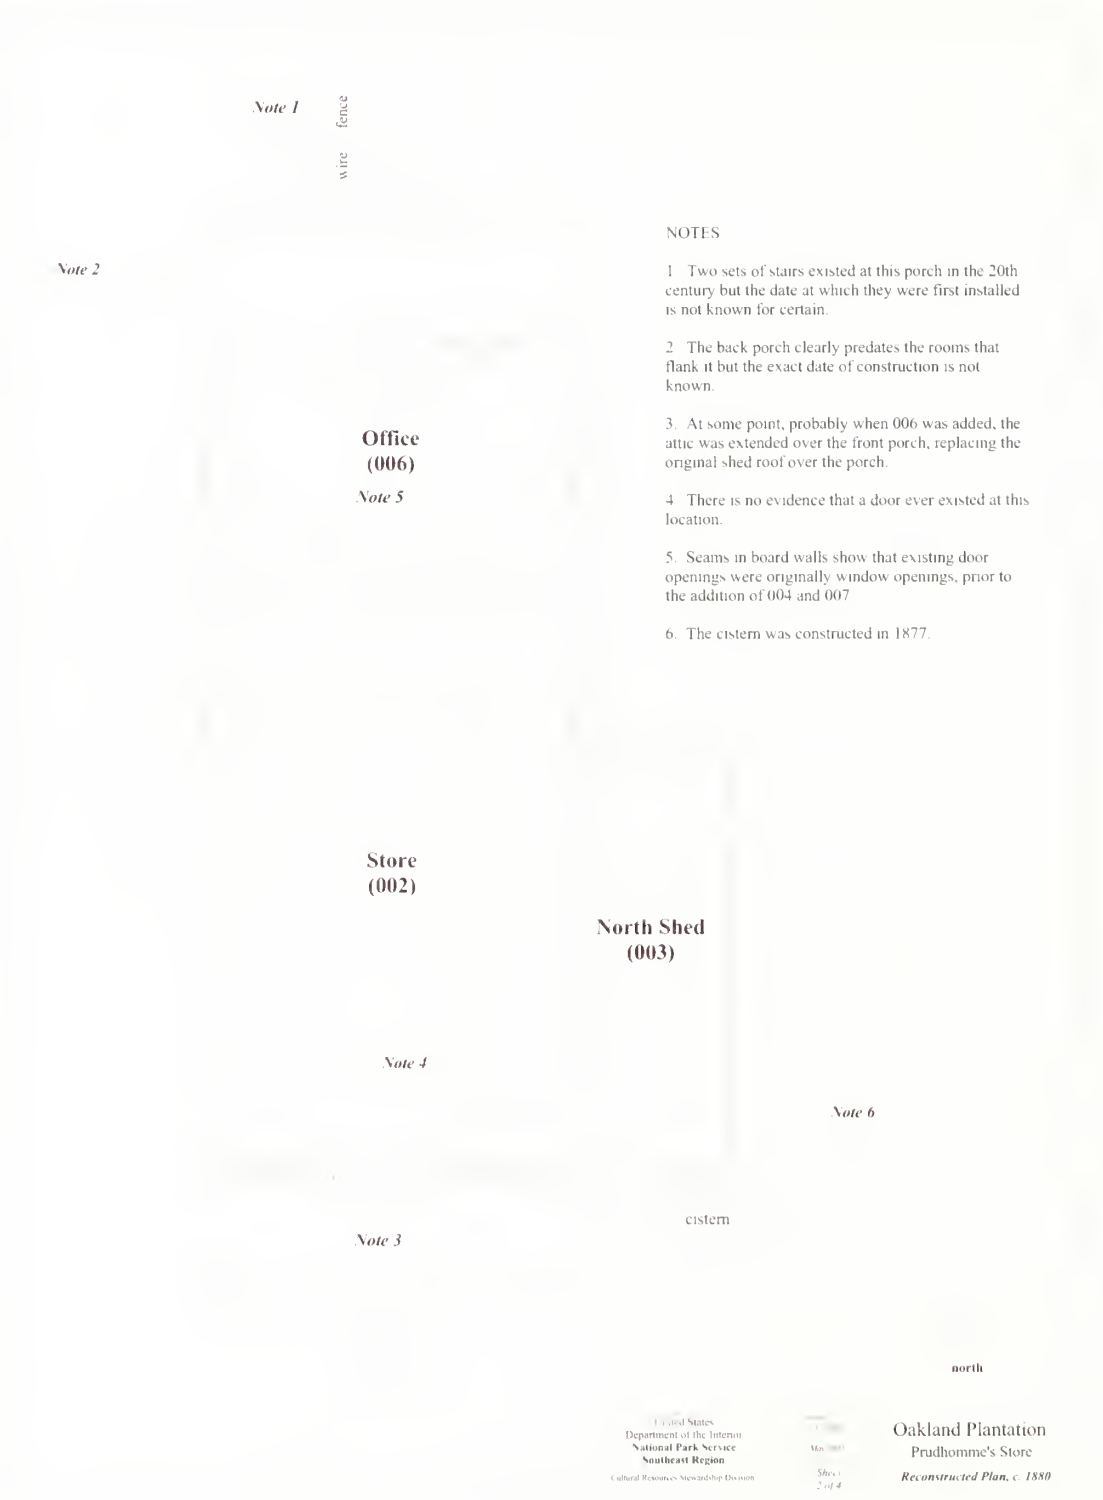 Note 1
wire fence
NOTES
Note 2
1 Two sets of stairs existed at this porch in the 20th
century but the date at which they were first installed
is not known for certain.
2 The back porch clearly predates the rooms that
flank it but the exact date of construction is not
known.
3. At some point, probably when 006 was added, the
attic was extended over the front porch, replacing the
original shed roof over the porch.
4 There is no evidence that a door ever existed at this
location.
5. Seams in board walls show that existing door
openings were originally window openings, prior to
the addition of 004 and 007
6. The cistern was constructed in 1877.
Office
(006)
Note 5
Store
(002)
North Shed
(003)
Note 4
Note 6
cistern
Note 3
north
United States
Department of the Interior
National Park Service
Southeast Region
Cultural Resources Stewardship Division
Sheet
2 of 4
Oakland Plantation
Prudhomme's Store
Reconstructed Plan, c. 1880